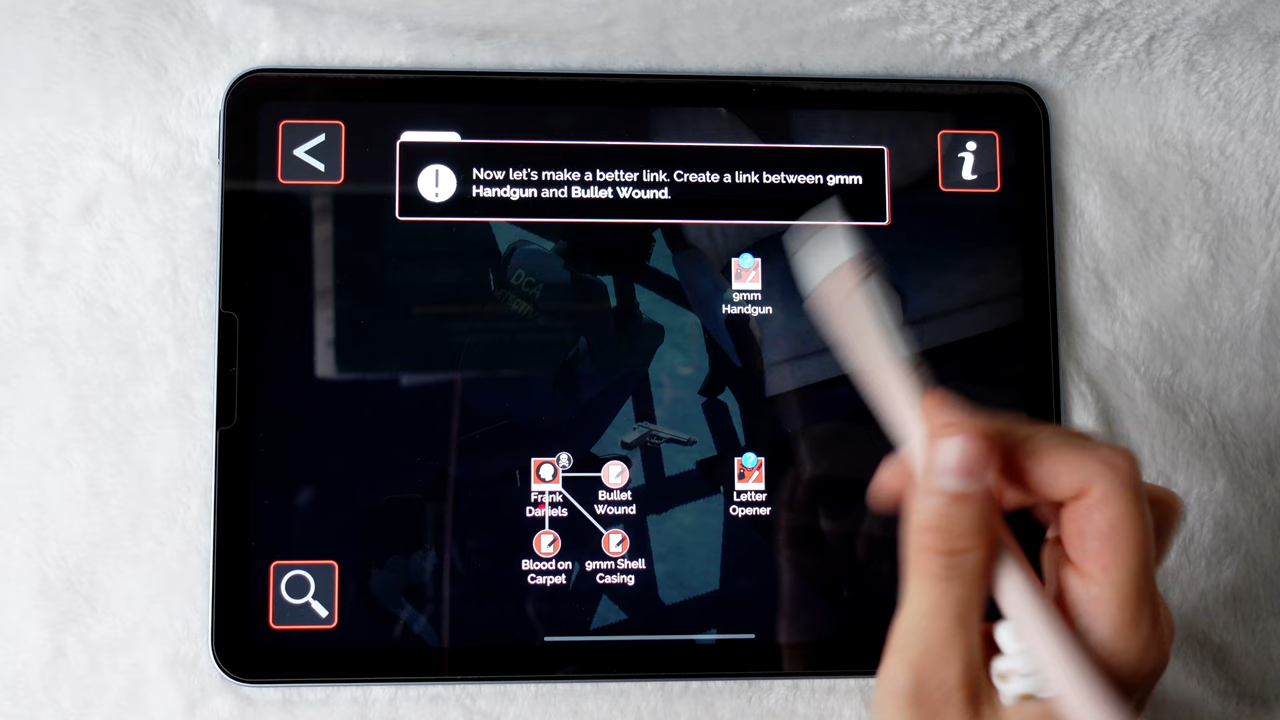 Now let's make a better link. Create a link between 9mm
Handgun and Bullet Wound.
DCA
9mm
Handgun
Frank
Daniels
Bullet
Wound
Letter
Opener
Blood on
Carpet
9mm Shell
Casing